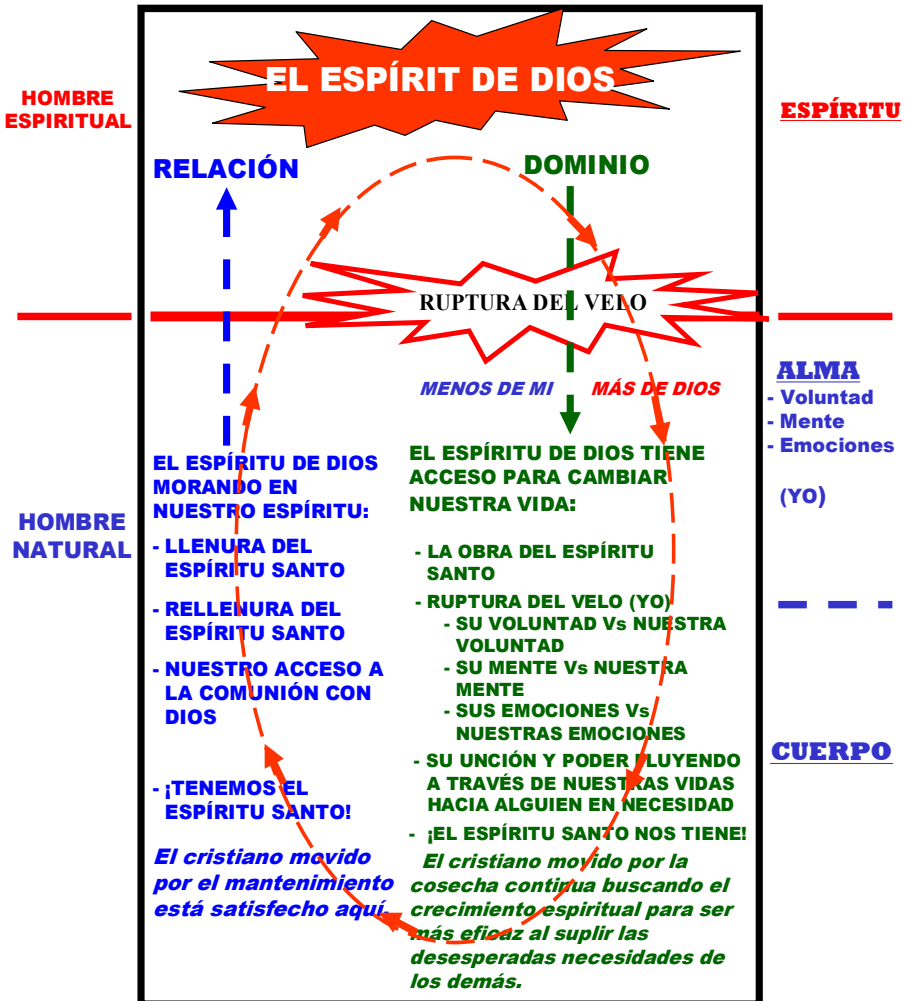 EL ESPÍRIT DE DIOS
HOMBRE
ESPIRITUAL
ESPÍRITU
RELACIÓN
DOMINIO
RUPTURA DEL VELO
MENOS DE MI
MÁS DE DIOS
ALMA
- Voluntad
- Mente
- Emociones
(YO)
HOMBRE
NATURAL
EL ESPÍRITU DE DIOS
MORANDO EN
NUESTRO ESPÍRITU:
- LLENURA DEL
ESPÍRITU SANTO
- RELLENURA DEL
ESPÍRITU SANTO
- NUESTRO ACCESO A
LA COMUNIÓN CON
DIOS
- ¡TENEMOS EL
ESPÍRITU SANTO!
El cristiano movido
por el mantenimiento
está satisfecho aquí.
EL ESPÍRITU DE DIOS TIENE
ACCESO PARA CAMBIAR
NUESTRA VIDA:
- LA OBRA DEL ESPÍRITU
SANTO
- RUPTURA DEL VELO (YO)
- SU VOLUNTAD Vs NUESTRA
VOLUNTAD
- SU MENTE Vs NUESTRA
MENTE
- SUS EMOCIONES Vs
NUESTRAS EMOCIONES
- SU UNCIÓN Y PODER FLUYENDO
A TRAVÉS DE NUESTRAS VIDAS
HACIA ALGUIEN EN NECESIDAD
- ¡EL ESPÍRITU SANTO NOS TIENE!
El cristiano movido por la
cosecha continua buscando el
crecimiento espiritual para ser
más eficaz al suplir las
desesperadas necesidades de
los demás.
CUERPO